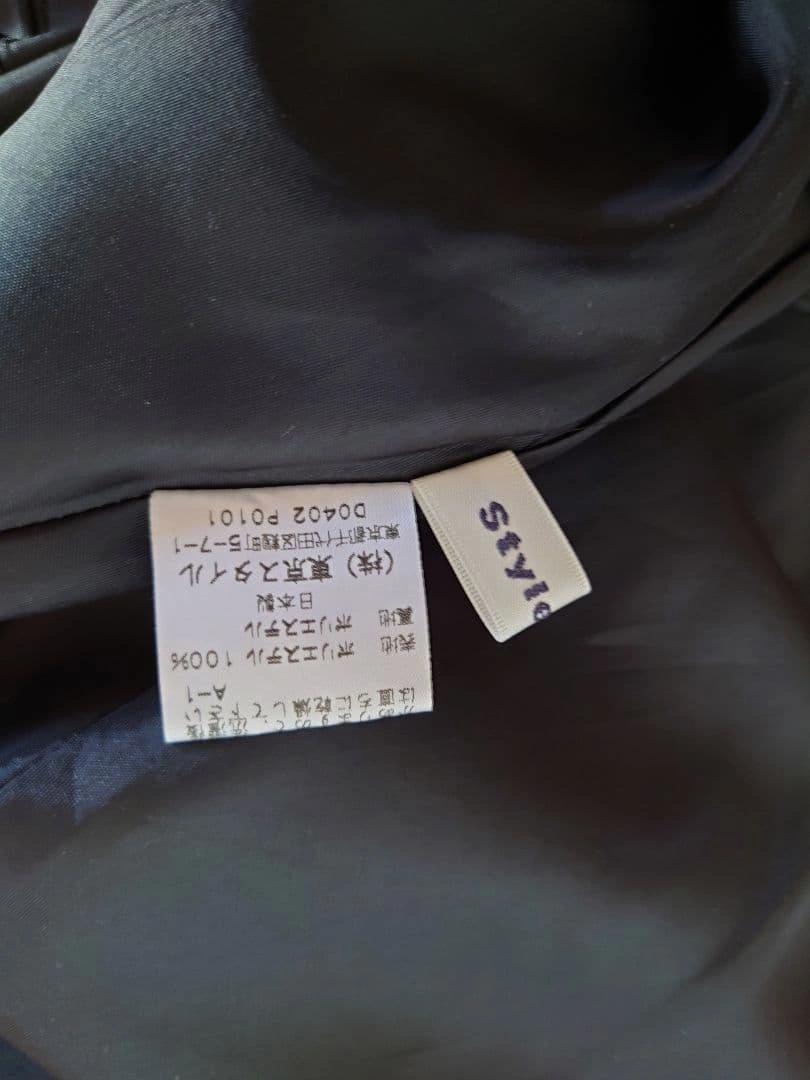 A-1
表地 ポリエステル 100%
裏地 ポリエステル
日本製
(株)東京スタイル
東京都千代田区麹町5-7-1
D0402 P0101
Style